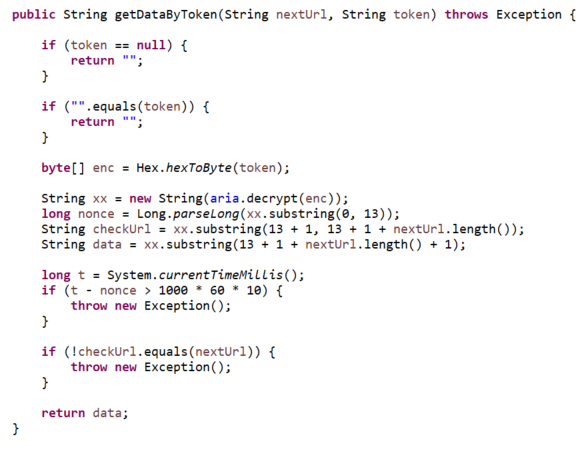 public String getDataByToken(String nextUrl, String token) throws Exception {
if (token == null) {
return "";
}
if ("".equals(token)) {
return "";
}
byte[] enc = Hex.hexToByte(token);
String xx = new String(aria.decrypt(enc));
long nonce = Long.parseLong(xx.substring(0, 13));
String checkUrl = xx.substring(13 + 1, 13 + 1 + nextUrl.length());
String data = xx.substring(13 + 1 + nextUrl.length() + 1);
long t = System.currentTimeMillis();
if (t - nonce > 1000 * 60 * 10) {
throw new Exception();
}
if (!checkUrl.equals(nextUrl)) {
throw new Exception();
}
return data;
}